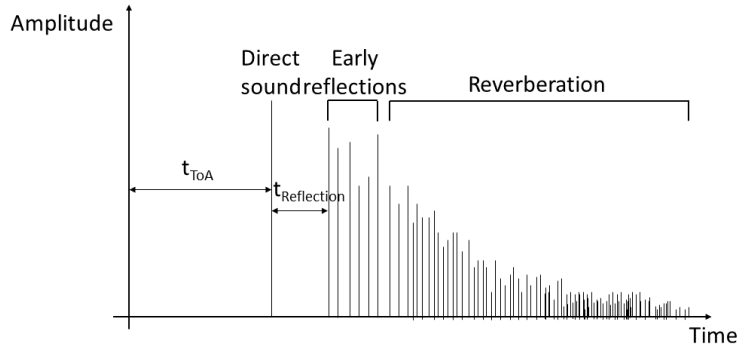 Amplitude
Direct
sound
Early
reflections
Reverberation
tToA
tReflection
Time